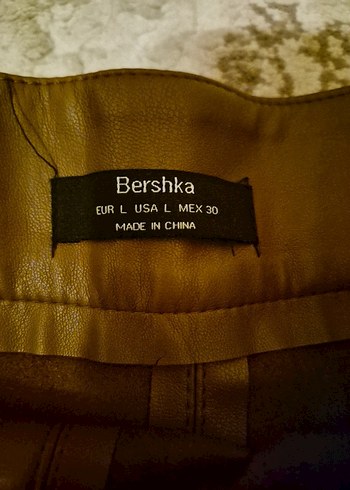 Bershka
EUR L USA L MEX 30
MADE IN CHINA